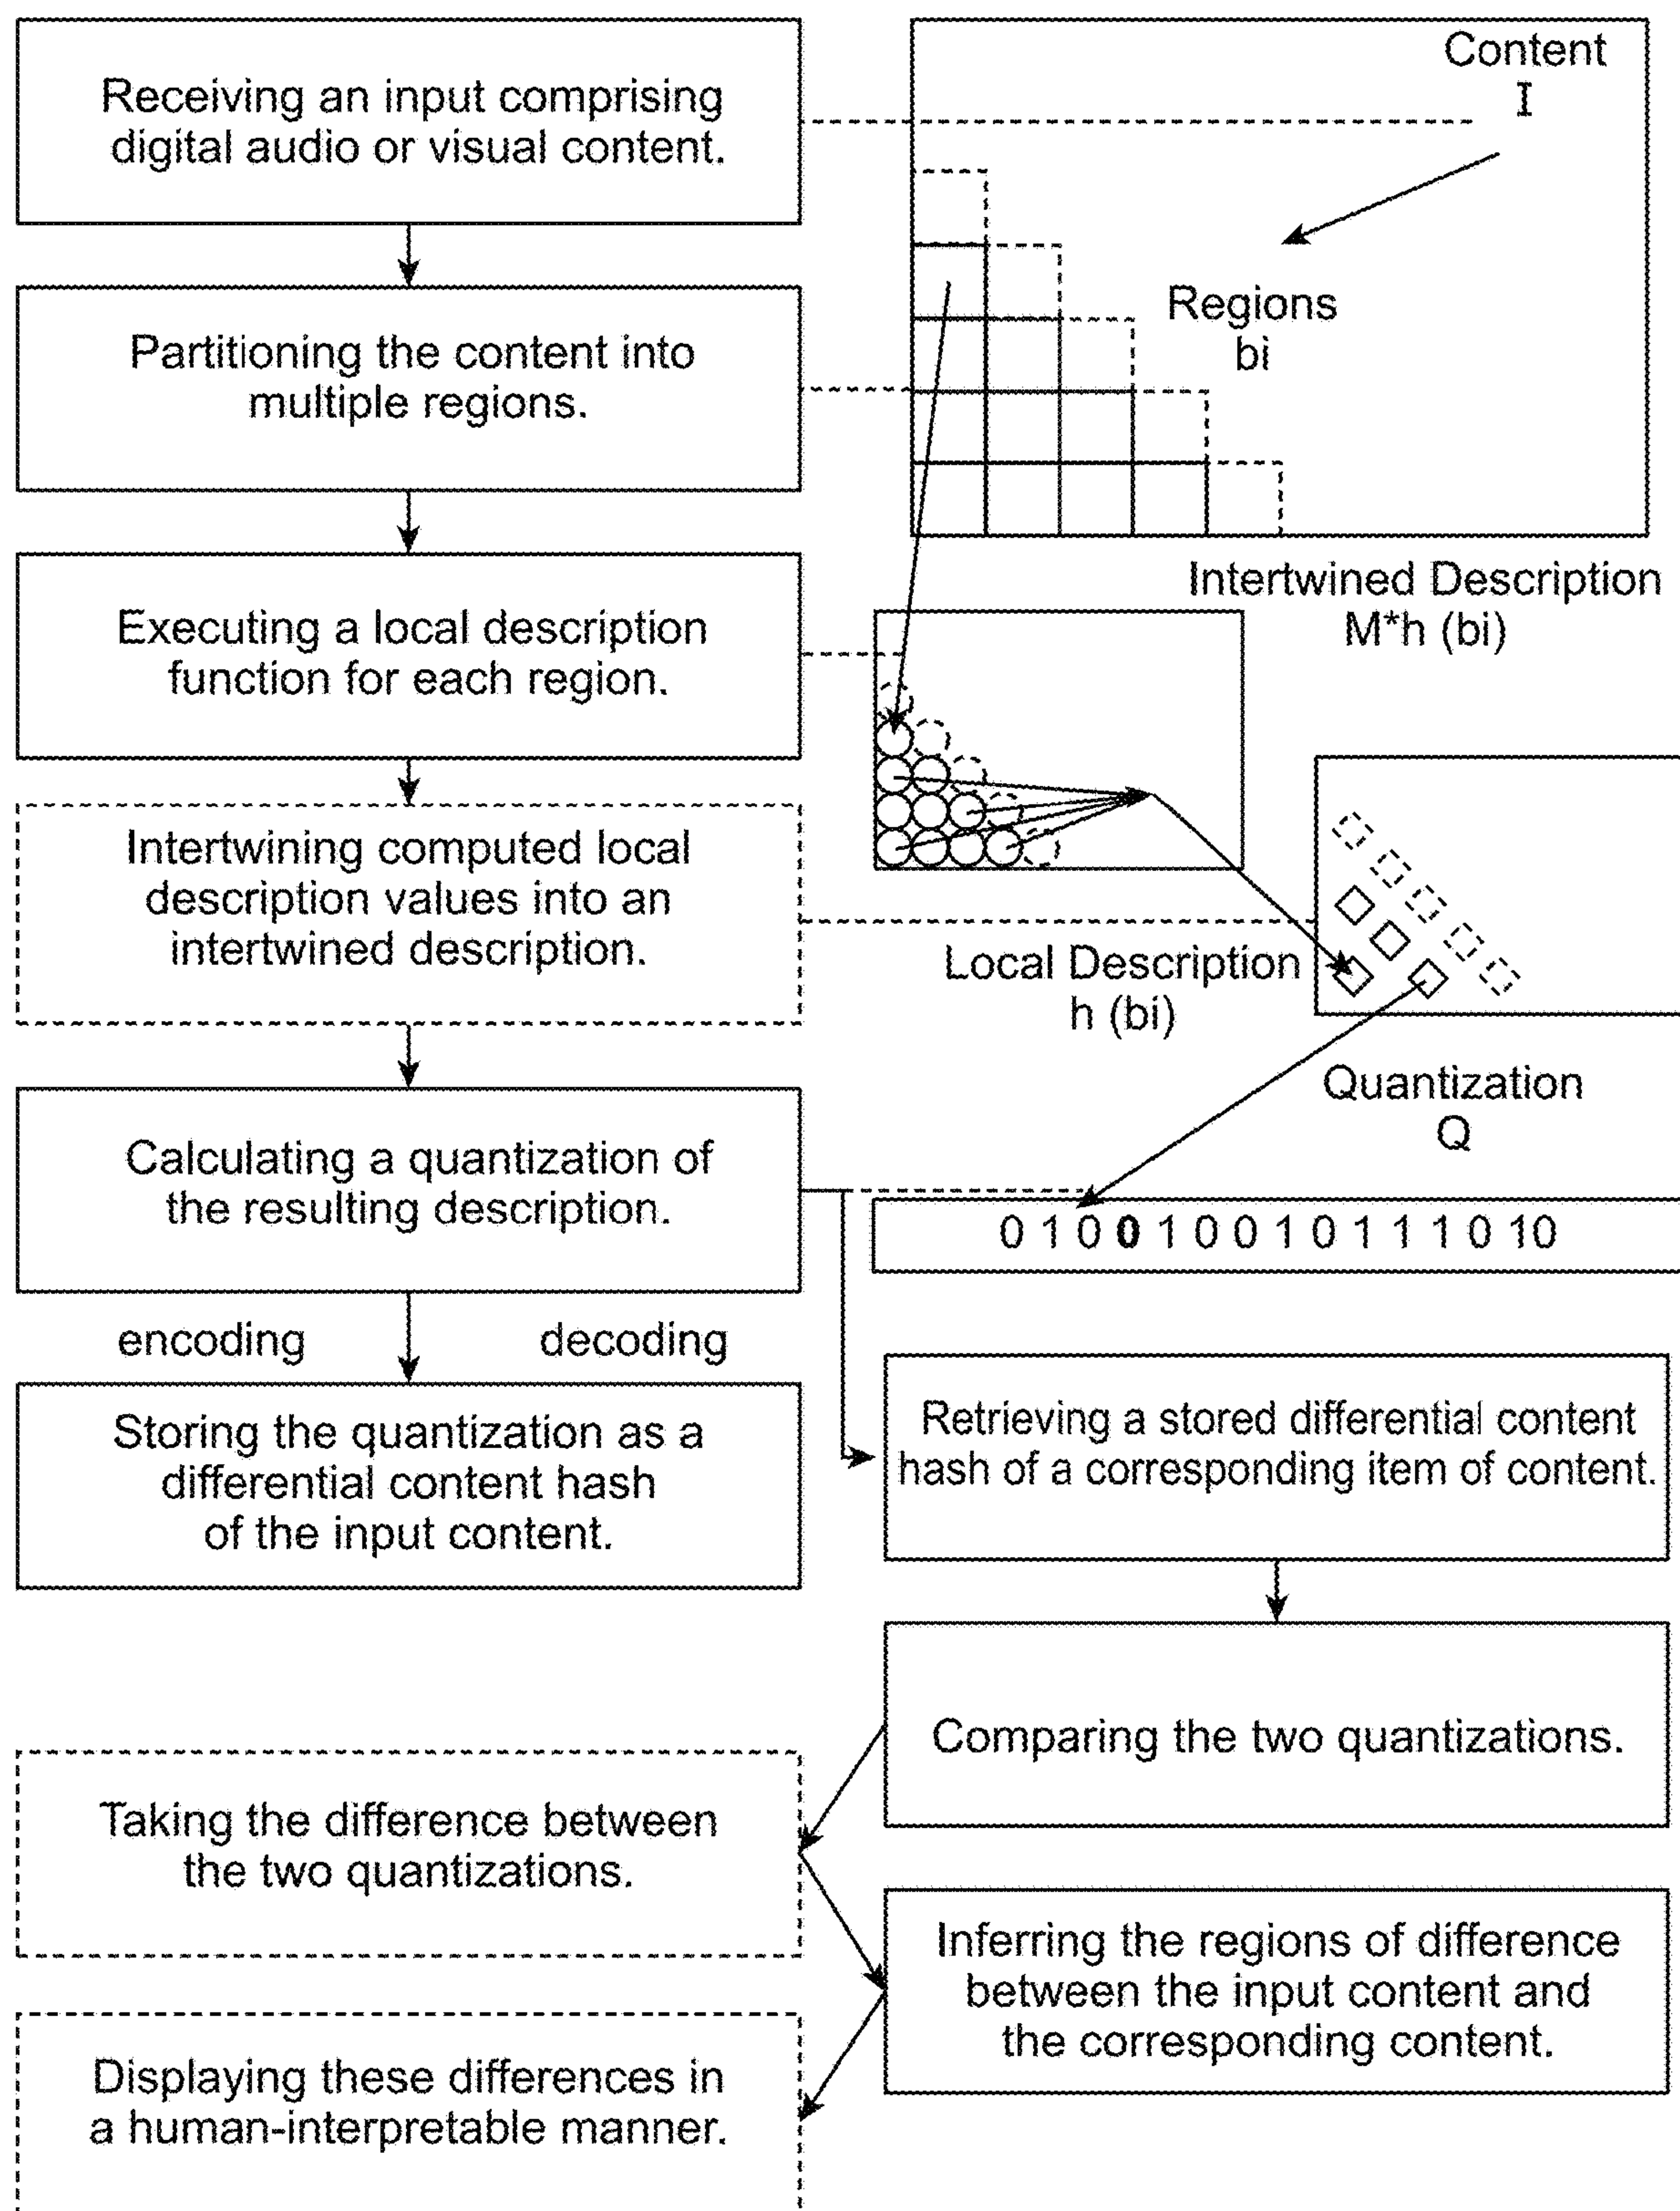 Receiving an input comprising
digital audio or visual content.
Content
I
Partitioning the content into
multiple regions.
Regions
bi
Executing a local description
function for each region.
Intertwined Description
M*h (bi)
Intertwining computed local
description values into an
intertwined description.
Local Description
h (bi)
Calculating a quantization of
the resulting description.
Quantization
Q
0 1 0 0 1 0 0 1 0 1 1 1 0 10
encoding
decoding
Storing the quantization as a
differential content hash
of the input content.
Retrieving a stored differential content
hash of a corresponding item of content.
Comparing the two quantizations.
Taking the difference between
the two quantizations.
Inferring the regions of difference
between the input content and
the corresponding content.
Displaying these differences in
a human-interpretable manner.